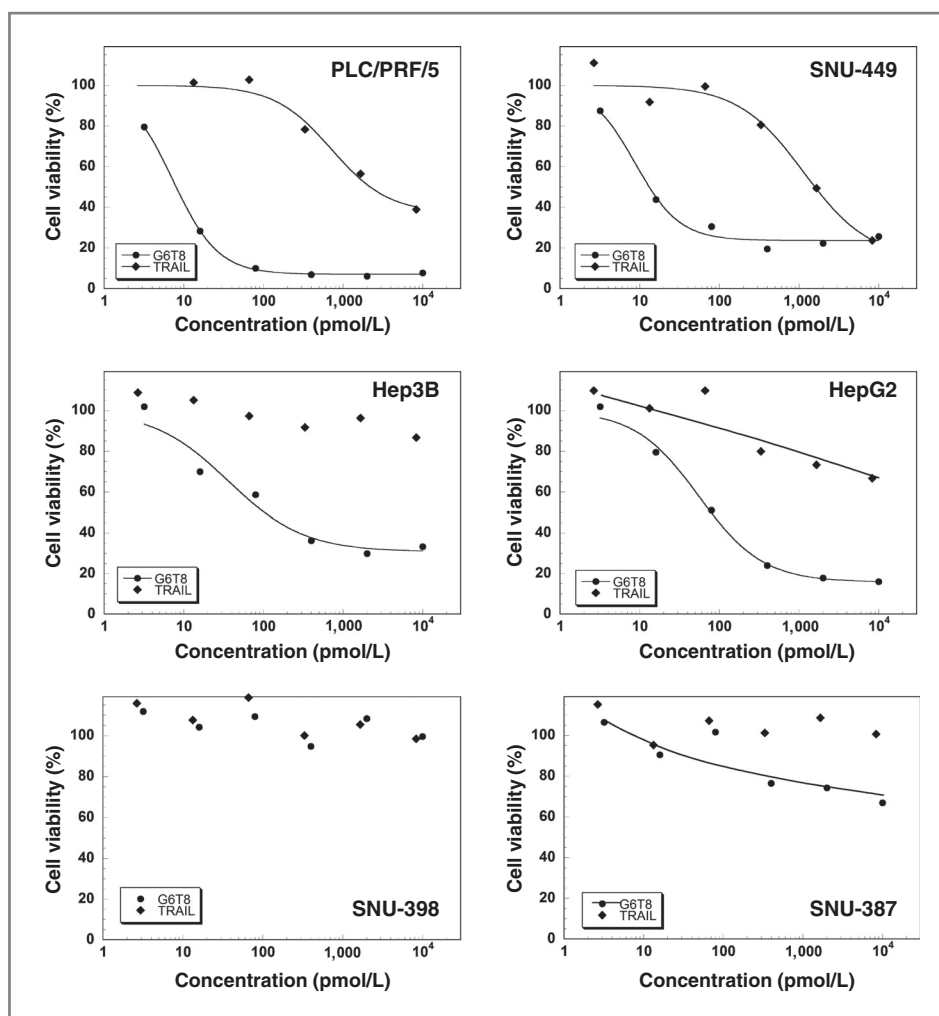 PLC/PRF/5
Cell viability (%)
100
80
60
40
20
0
G6T8
TRAIL
1
10
100
1,000
10⁴
Concentration (pmol/L)
SNU-449
Cell viability (%)
100
80
60
40
20
0
G6T8
TRAIL
1
10
100
1,000
10⁴
Concentration (pmol/L)
Hep3B
Cell viability (%)
100
80
60
40
20
0
G6T8
TRAIL
1
10
100
1,000
10⁴
Concentration (pmol/L)
HepG2
Cell viability (%)
100
80
60
40
20
0
G6T8
TRAIL
1
10
100
1,000
10⁴
Concentration (pmol/L)
Cell viability (%)
100
80
60
40
20
0
G6T8
TRAIL
SNU-398
1
10
100
1,000
10⁴
Concentration (pmol/L)
Cell viability (%)
100
80
60
40
20
0
G6T8
TRAIL
SNU-387
1
10
100
1,000
10⁴
Concentration (pmol/L)